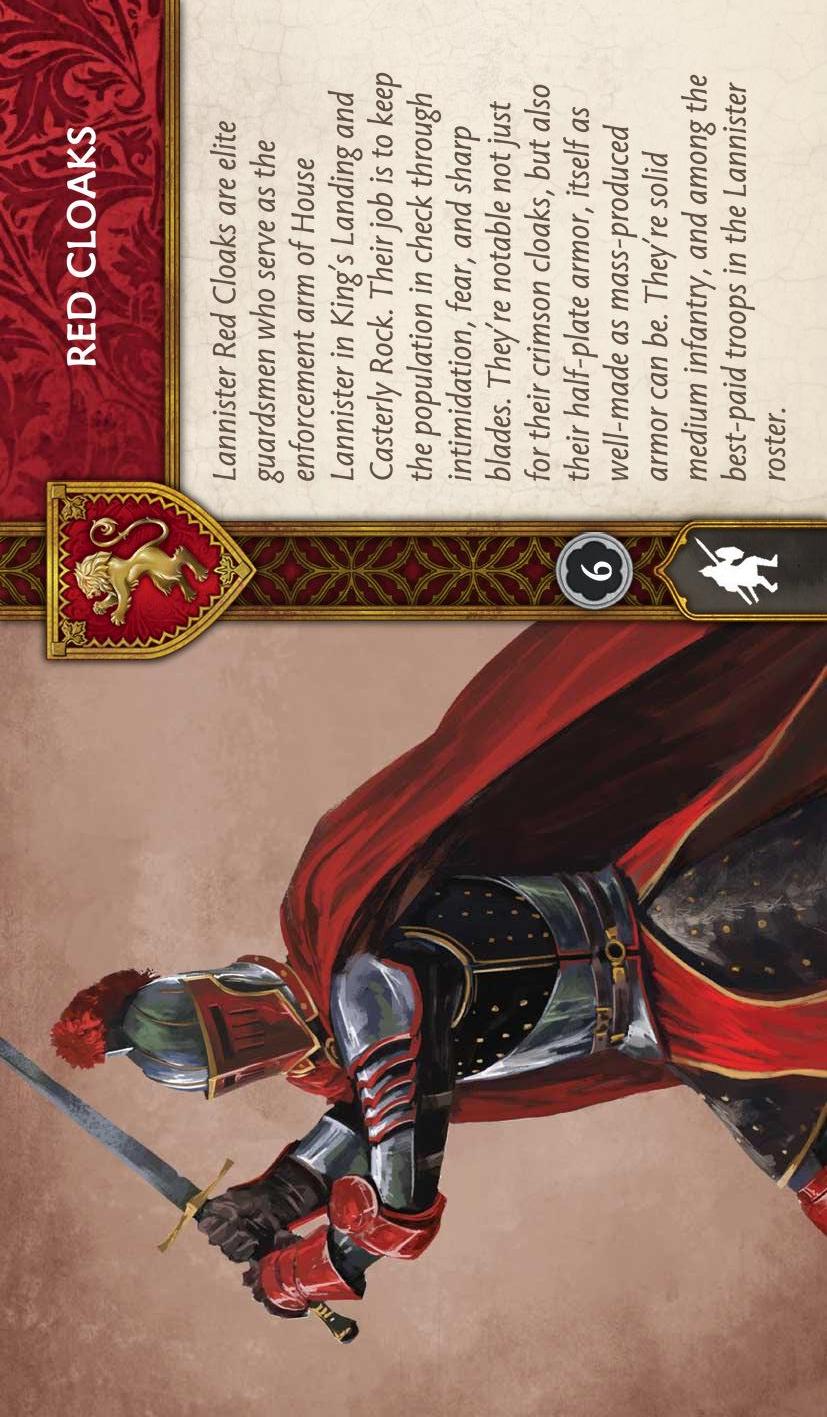 RED CLOAKS
Lannister Red Cloaks are elite
guardsmen who serve as the
enforcement arm of House
Lannister in King's Landing and
Casterly Rock. Their job is to keep
the population in check through
intimidation, fear, and sharp
blades. They're notable not just
for their crimson cloaks, but also
their half-plate armor, itself as
well-made as mass-produced
armor can be. They're solid
medium infantry, and among the
best-paid troops in the Lannister
roster.
6